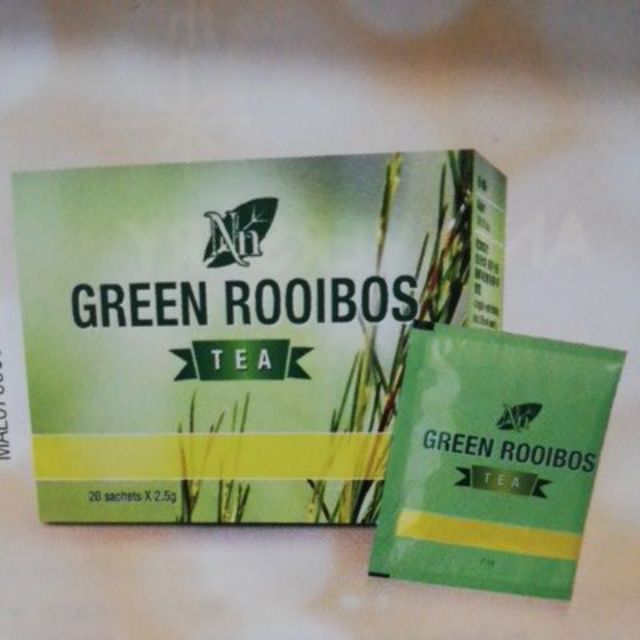 Nn
GREEN ROOIBOS
TEA
20 sachets X 2.5g
Nn
GREEN ROOIBOS
TEA